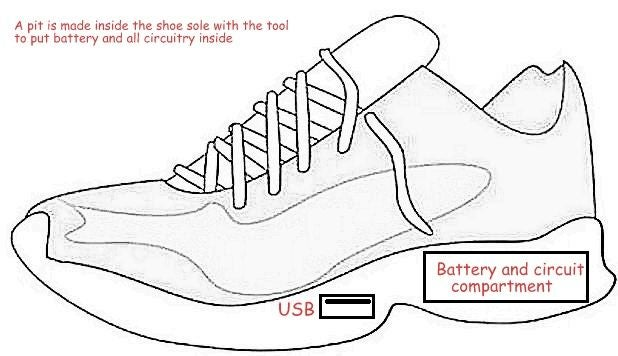 A pit is made inside the shoe sole with the tool
to put battery and all circuitry inside
Battery and circuit
compartment
USB